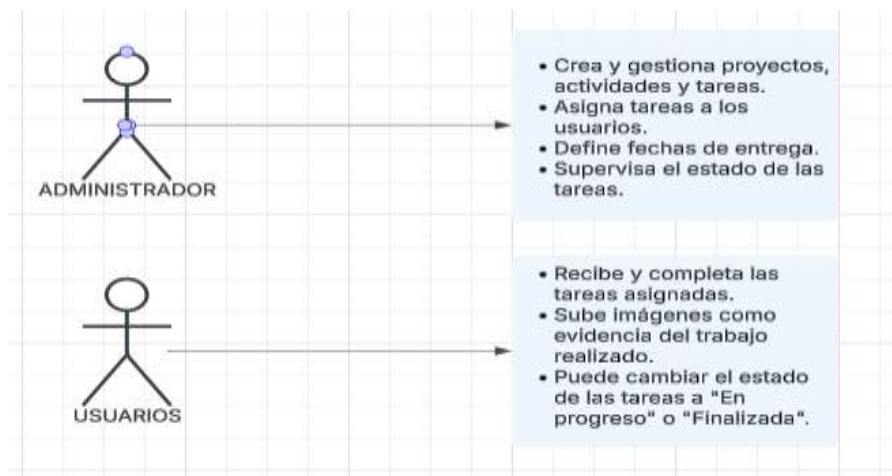 • Crea y gestiona proyectos,
actividades y tareas.
• Asigna tareas a los
usuarios.
• Define fechas de entrega.
• Supervisa el estado de las
tareas.
ADMINISTRADOR
• Recibe y completa las
tareas asignadas.
• Sube imágenes como
evidencia del trabajo
realizado.
• Puede cambiar el estado
de las tareas a "En
progreso" o "Finalizada".
USUARIOS